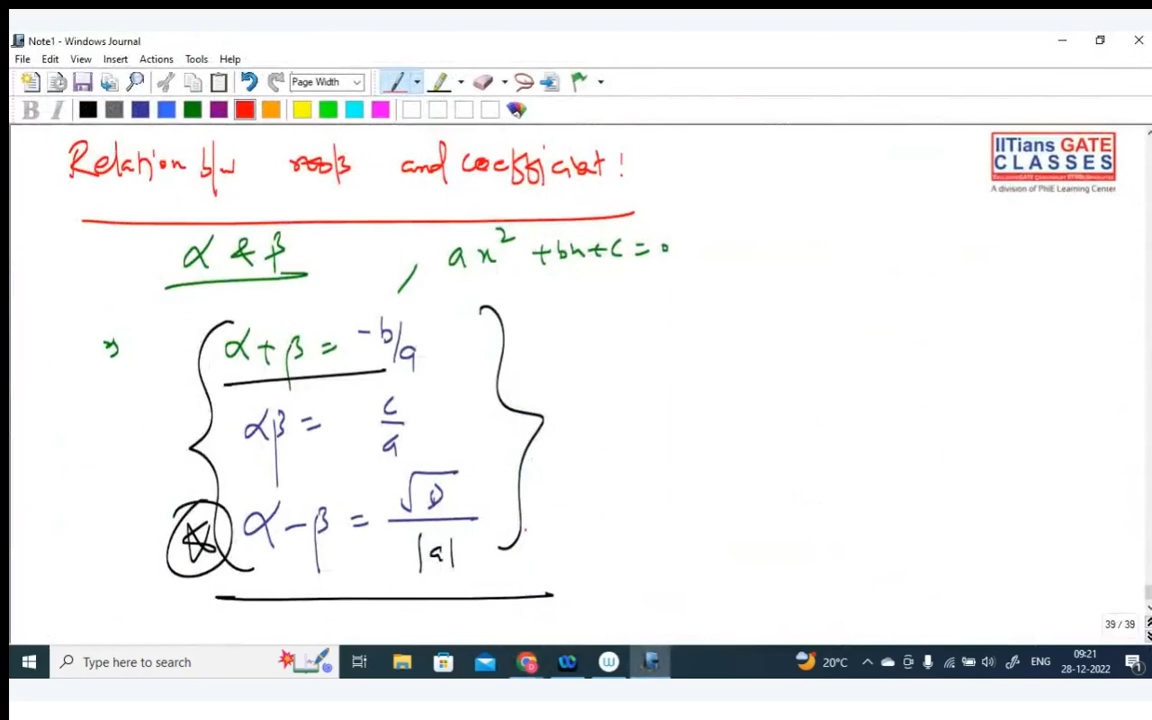 Note1 - Windows Journal
File Edit View Insert Actions Tools Help
Page Width
B I
Relation b/w roots and coefficient!
IITians GATE
CLASSES
A division of PhIE Learning Center
α & β , ax² + bx + c = 0
α + β = -b/a
αβ = c/a
α - β = √D/|a|
39 / 39
Type here to search
20°C
ENG
09:21
28-12-2022
1